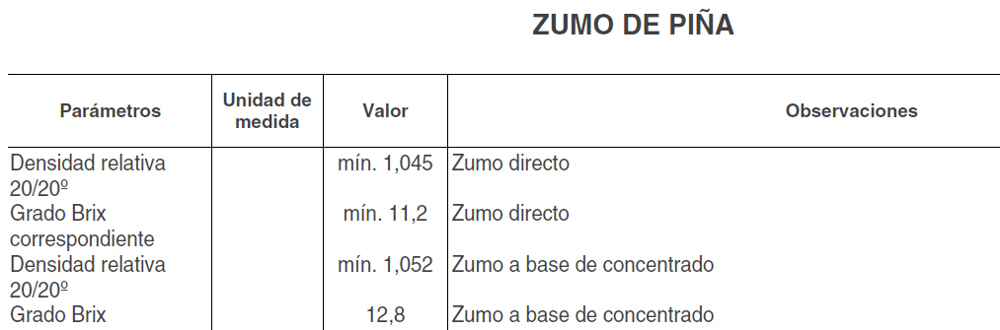 ZUMO DE PIÑA
Parámetros Unidad de medida Valor Observaciones
Densidad relativa mín. 1,045 Zumo directo
20/20º
Grado Brix mín. 11,2 Zumo directo
correspondiente
Densidad relativa mín. 1,052 Zumo a base de concentrado
20/20º
Grado Brix 12,8 Zumo a base de concentrado